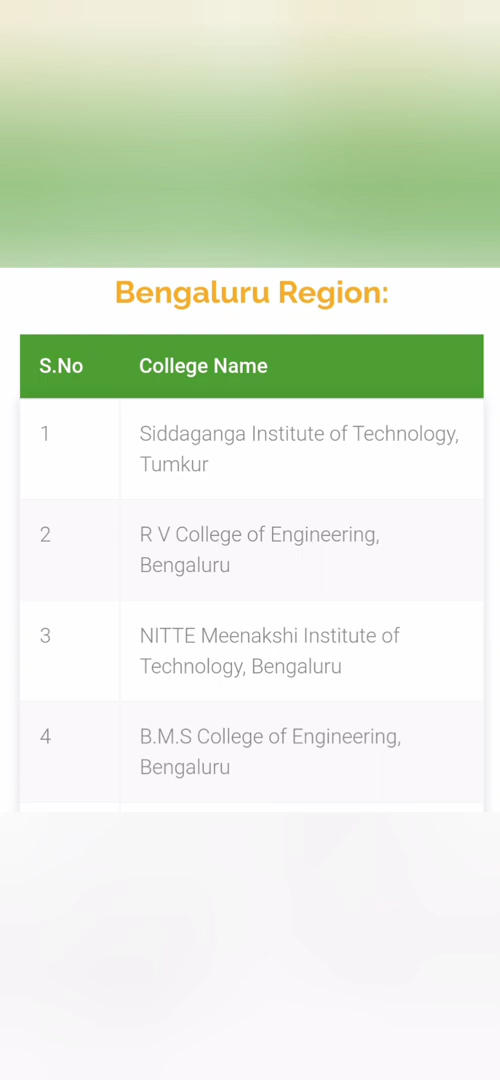 Bengaluru Region:
S.No College Name
1 Siddaganga Institute of Technology,
Tumkur
2 R V College of Engineering,
Bengaluru
3 NITTE Meenakshi Institute of
Technology, Bengaluru
4 B.M.S College of Engineering,
Bengaluru